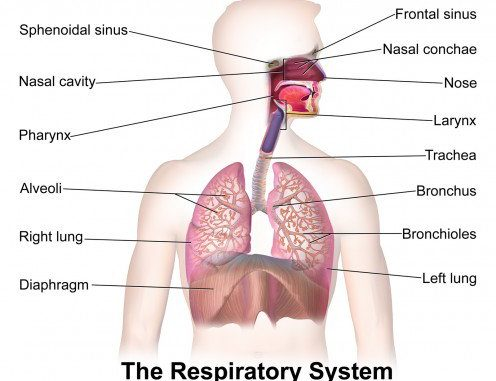 Frontal sinus
Sphenoidal sinus
Nasal conchae
Nasal cavity
Nose
Larynx
Pharynx
Trachea
Alveoli
Bronchus
Right lung
Bronchioles
Left lung
Diaphragm
The Respiratory System